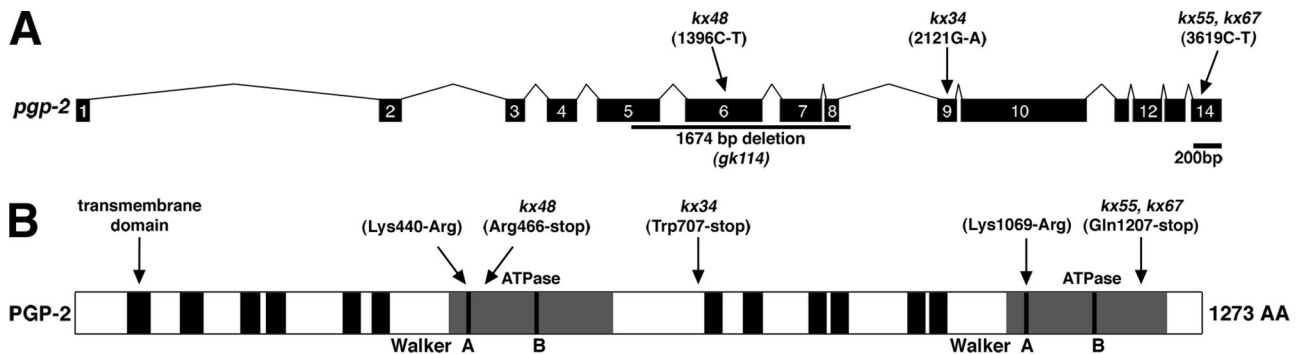 A
kx48 kx34 kx55, kx67
(1396C-T) (2121G-A) (3619C-T)
pgp-2 1 2 3 4 5 6 7 8 9 10 12 14
1674 bp deletion
(gk114)
200bp
B
transmembrane
domain
kx48 kx34 kx55, kx67
(Lys440-Arg) (Arg466-stop) (Trp707-stop) (Lys1069-Arg) (Gln1207-stop)
ATPase ATPase
PGP-2 1273 AA
Walker A B Walker A B